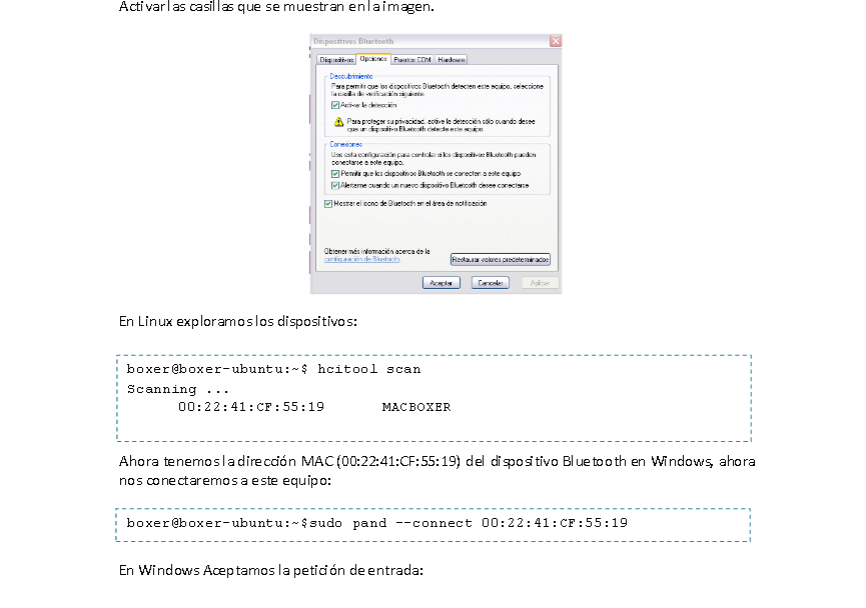 Activar las casillas que se muestran en la imagen.
Dispositivos Bluetooth
Dispositivos Opciones Puertos COM Hardware
Descubrimiento
Para permitir que los dispositivos Bluetooth detecten este equipo, seleccione
la casilla de verificación siguiente.
Activar la detección
Para proteger su privacidad, active la detección sólo cuando desee
que un dispositivo Bluetooth detecte este equipo.
Conexiones
Use esta configuración para controlar si los dispositivos Bluetooth pueden
conectarse a este equipo.
Permitir que los dispositivos Bluetooth se conecten a este equipo
Alertarme cuando un nuevo dispositivo Bluetooth desee conectarse
Mostrar el icono de Bluetooth en el área de notificación
Obtener más información acerca de la
configuración de Bluetooth.
Restaurar valores predeterminados
Aceptar Cancelar Aplicar
En Linux exploramos los dispositivos:
boxer@boxer-ubuntu:~$ hcitool scan
Scanning ...
00:22:41:CF:55:19 MACBOXER
Ahora tenemos la dirección MAC (00:22:41:CF:55:19) del dispositivo Bluetooth en Windows, ahora
nos conectaremos a este equipo:
boxer@boxer-ubuntu:~$sudo pand --connect 00:22:41:CF:55:19
En Windows Aceptamos la petición de entrada: